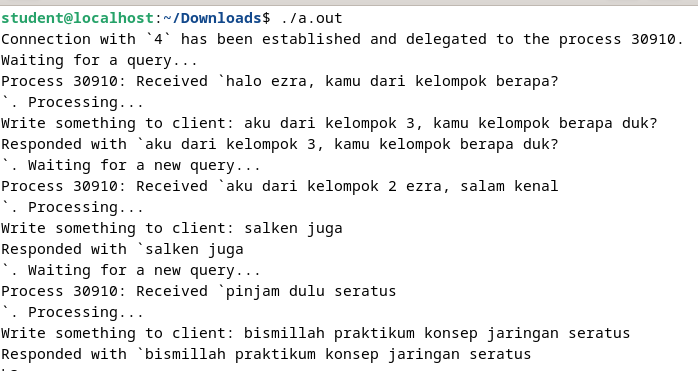 student@localhost:~/Downloads$ ./a.out
Connection with `4` has been established and delegated to the process 30910.
Waiting for a query...
Process 30910: Received `halo ezra, kamu dari kelompok berapa?
`. Processing...
Write something to client: aku dari kelompok 3, kamu kelompok berapa duk?
Responded with `aku dari kelompok 3, kamu kelompok berapa duk?
`. Waiting for a new query...
Process 30910: Received `aku dari kelompok 2 ezra, salam kenal
`. Processing...
Write something to client: salken juga
Responded with `salken juga
`. Waiting for a new query...
Process 30910: Received `pinjam dulu seratus
`. Processing...
Write something to client: bismillah praktikum konsep jaringan seratus
Responded with `bismillah praktikum konsep jaringan seratus